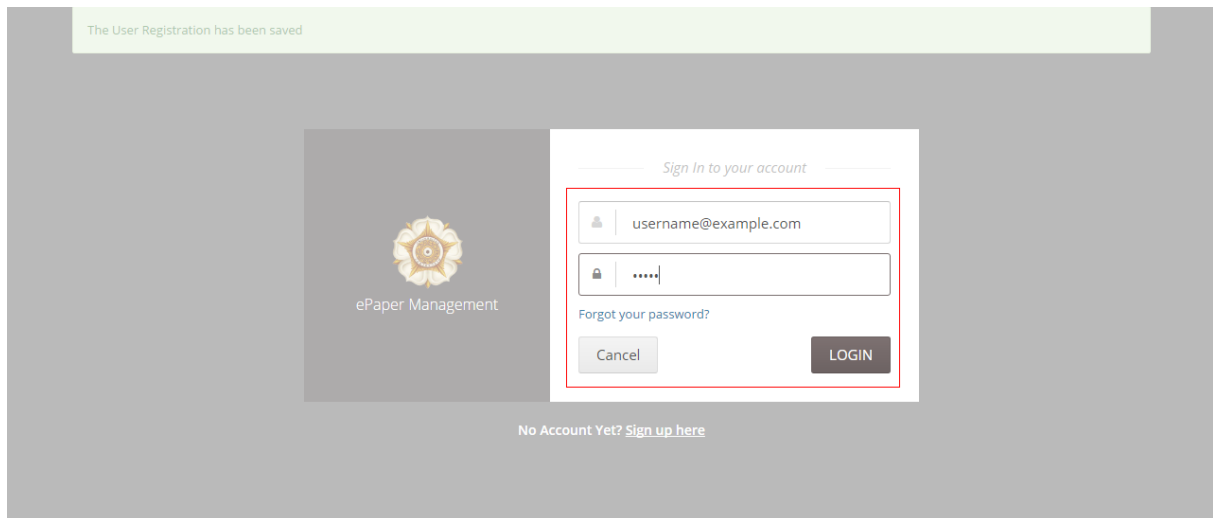 The User Registration has been saved
Sign In to your account
username@example.com
•••••
ePaper Management
Forgot your password?
Cancel
LOGIN
No Account Yet? Sign up here